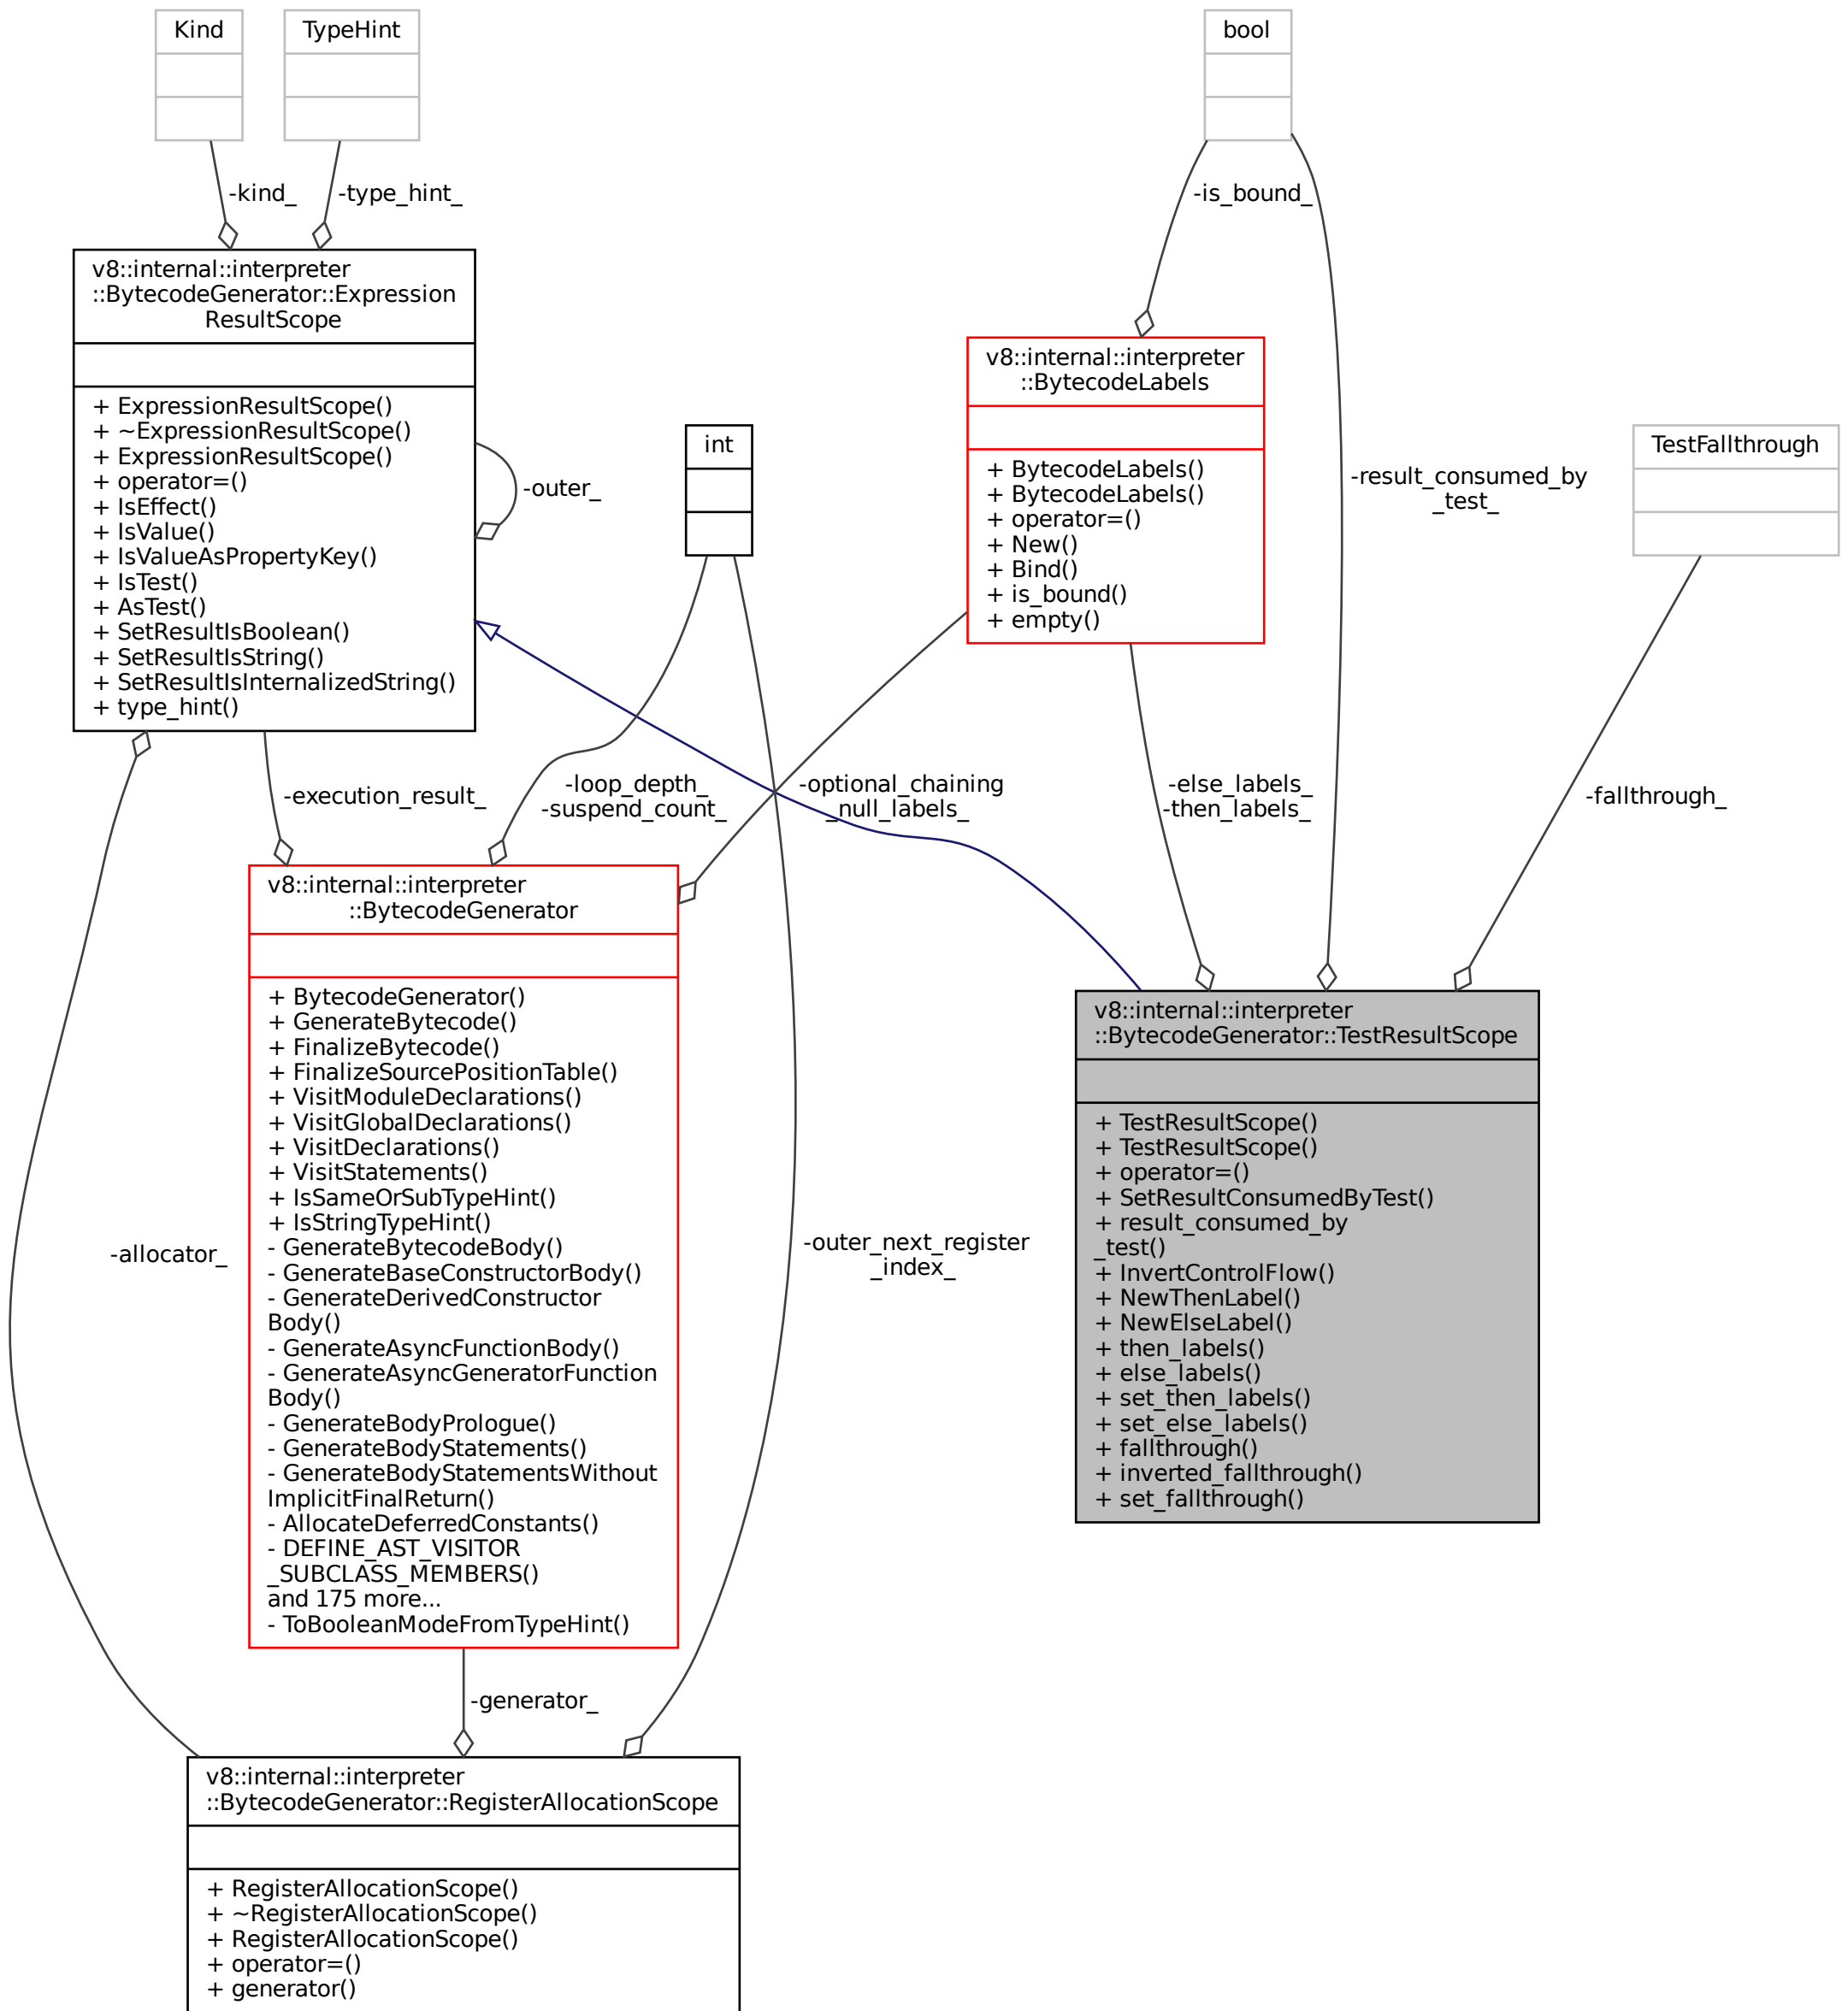 Kind
TypeHint
bool
-kind_
-type_hint_
-is_bound_
v8::internal::interpreter
::BytecodeGenerator::Expression
ResultScope
+ ExpressionResultScope()
+ ~ExpressionResultScope()
+ ExpressionResultScope()
+ operator=()
+ IsEffect()
+ IsValue()
+ IsValueAsPropertyKey()
+ IsTest()
+ AsTest()
+ SetResultIsBoolean()
+ SetResultIsString()
+ SetResultIsInternalizedString()
+ type_hint()
-outer_
int
v8::internal::interpreter
::BytecodeLabels
+ BytecodeLabels()
+ BytecodeLabels()
+ operator=()
+ New()
+ Bind()
+ is_bound()
+ empty()
-result_consumed_by
_test_
TestFallthrough
-execution_result_
-loop_depth_
-suspend_count_
-optional_chaining
_null_labels_
-else_labels_
-then_labels_
-fallthrough_
v8::internal::interpreter
::BytecodeGenerator
+ BytecodeGenerator()
+ GenerateBytecode()
+ FinalizeBytecode()
+ FinalizeSourcePositionTable()
+ VisitModuleDeclarations()
+ VisitGlobalDeclarations()
+ VisitDeclarations()
+ VisitStatements()
+ IsSameOrSubTypeHint()
+ IsStringTypeHint()
- GenerateBytecodeBody()
- GenerateBaseConstructorBody()
- GenerateDerivedConstructor
Body()
- GenerateAsyncFunctionBody()
- GenerateAsyncGeneratorFunction
Body()
- GenerateBodyPrologue()
- GenerateBodyStatements()
- GenerateBodyStatementsWithout
ImplicitFinalReturn()
- AllocateDeferredConstants()
- DEFINE_AST_VISITOR
_SUBCLASS_MEMBERS()
and 175 more...
- ToBooleanModeFromTypeHint()
v8::internal::interpreter
::BytecodeGenerator::TestResultScope
+ TestResultScope()
+ TestResultScope()
+ operator=()
+ SetResultConsumedByTest()
+ result_consumed_by
_test()
+ InvertControlFlow()
+ NewThenLabel()
+ NewElseLabel()
+ then_labels()
+ else_labels()
+ set_then_labels()
+ set_else_labels()
+ fallthrough()
+ inverted_fallthrough()
+ set_fallthrough()
-allocator_
-outer_next_register
_index_
-generator_
v8::internal::interpreter
::BytecodeGenerator::RegisterAllocationScope
+ RegisterAllocationScope()
+ ~RegisterAllocationScope()
+ RegisterAllocationScope()
+ operator=()
+ generator()